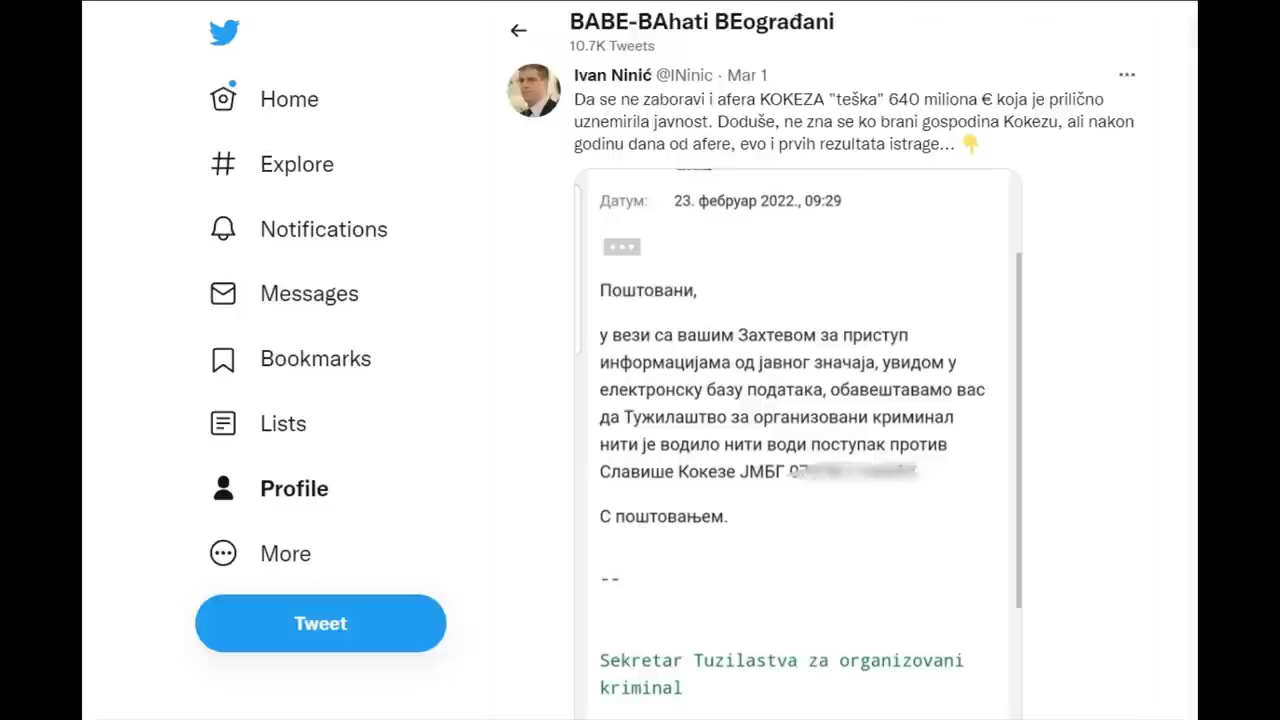 BABE-BAhati BEograđani
10.7K Tweets
Home
Explore
Notifications
Messages
Bookmarks
Lists
Profile
More
Tweet
Ivan Ninić @INinic · Mar 1
Da se ne zaboravi i afera KOKEZA "teška" 640 miliona € koja je prilično
uznemirila javnost. Doduše, ne zna se ko brani gospodina Kokezu, ali nakon
godinu dana od afere, evo i prvih rezultata istrage... 👇
Датум: 23. фебруар 2022., 09:29
Поштовани,
у вези са вашим Захтевом за приступ
информацијама од јавног значаја, увидом у
електронску базу података, обавештавамо вас
да Тужилаштво за организовани криминал
нити је водило нити води поступак против
Славише Кокезе ЈМБГ
С поштовањем.
--
Sekretar Tuzilastva za organizovani
kriminal